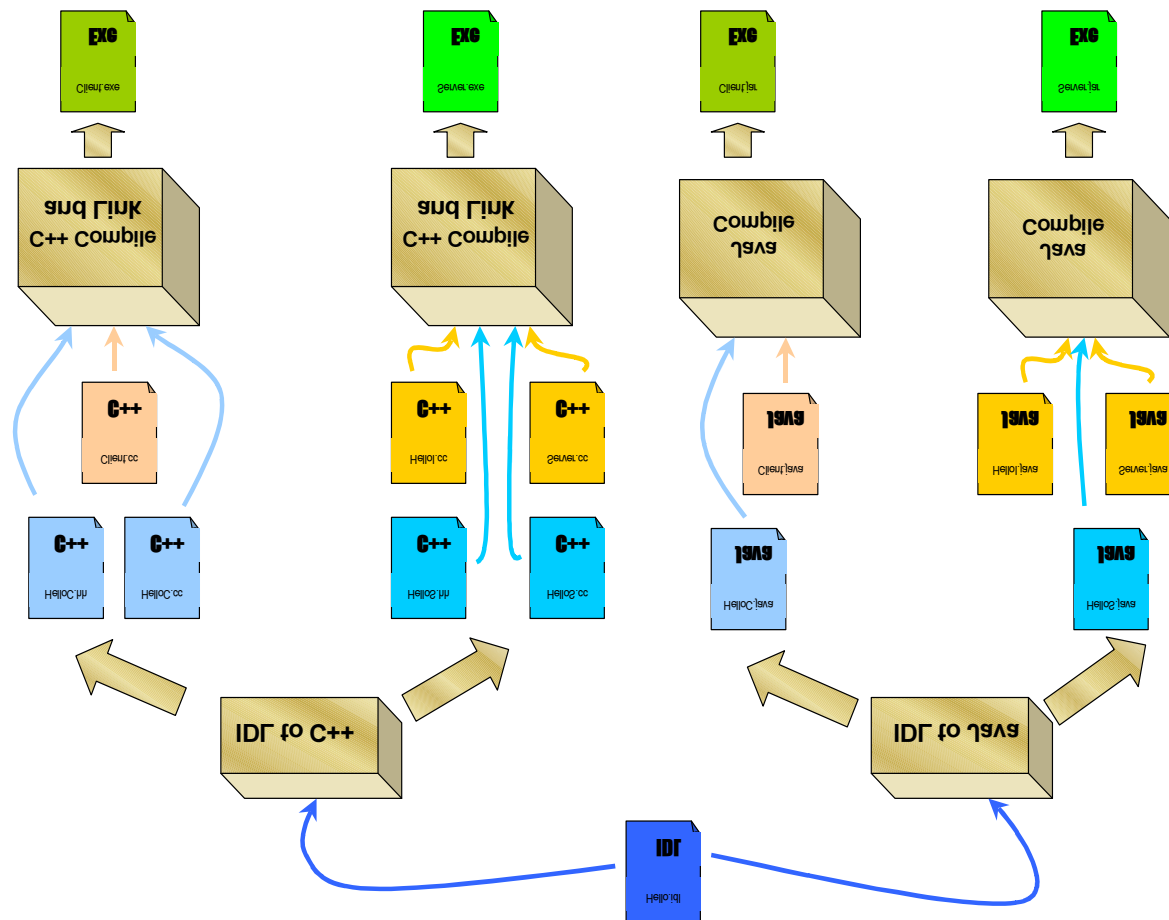 Hello.idl
IDL
IDL to C++
IDL to Java
HelloC.hh
C++
HelloC.cc
C++
HelloS.hh
C++
HelloS.cc
C++
HelloC.java
Java
HelloS.java
Java
Client.cc
C++
HelloI.cc
C++
Server.cc
C++
Client.java
Java
HelloI.java
Java
Server.java
Java
C++ Compile
and Link
C++ Compile
and Link
Java
Compile
Java
Compile
Client.exe
Exe
Server.exe
Exe
Client.jar
Exe
Server.jar
Exe